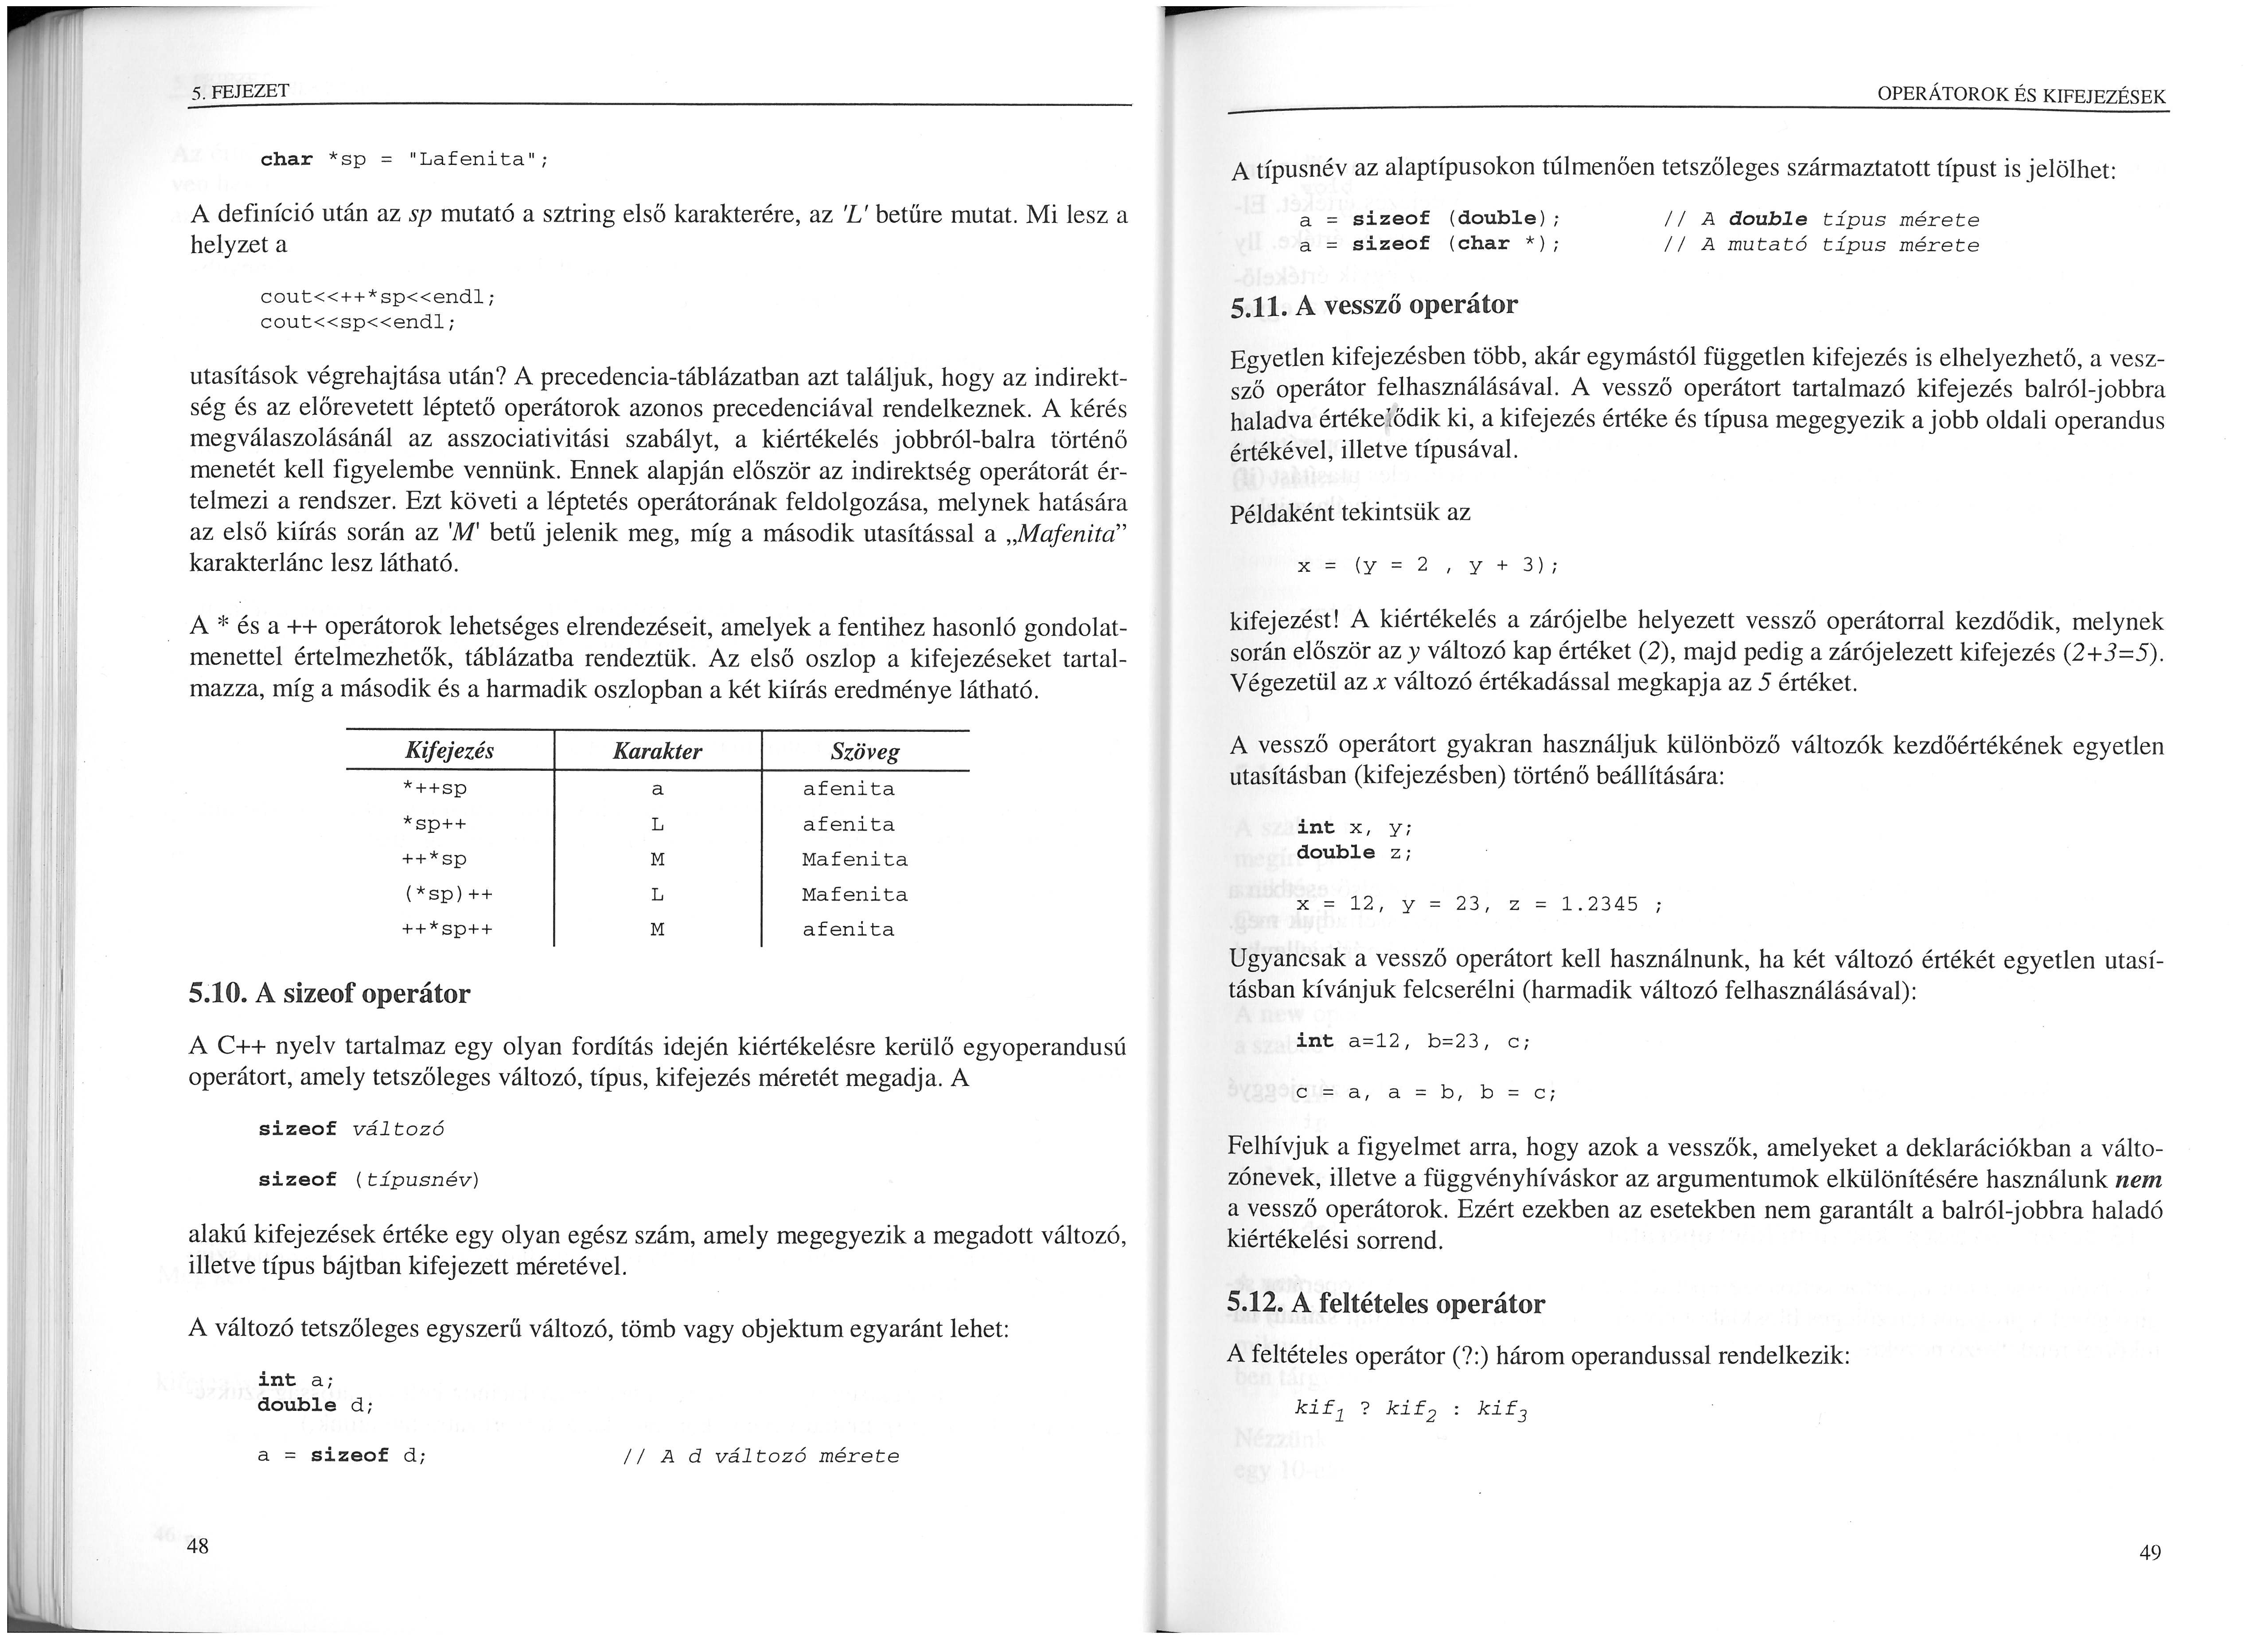 5. FEJEZET
char *sp = "Lafenita";
A definíció után az sp mutató a sztring első karakterére, az 'L' betűre mutat. Mi lesz a
helyzet a
cout<<++*sp<<endl;
cout<<sp<<endl;
utasítások végrehajtása után? A precedencia-táblázatban azt találjuk, hogy az indirekt-
ség és az előrevetett léptető operátorok azonos precedenciával rendelkeznek. A kérés
megválaszolásánál az asszociativitási szabályt, a kiértékelés jobbról-balra történő
menetét kell figyelembe vennünk. Ennek alapján először az indirektség operátorát ér-
telmezi a rendszer. Ezt követi a léptetés operátorának feldolgozása, melynek hatására
az első kiírás során az 'M' betű jelenik meg, míg a második utasítással a „Mafenita”
karakterlánc lesz látható.
A * és a ++ operátorok lehetséges elrendezéseit, amelyek a fentihez hasonló gondolat-
menettel értelmezhetők, táblázatba rendeztük. Az első oszlop a kifejezéseket tartal-
mazza, míg a második és a harmadik oszlopban a két kiírás eredménye látható.
Kifejezés Karakter Szöveg
*++sp a afenita
*sp++ L afenita
++*sp M Mafenita
(*sp)++ L Mafenita
++*sp++ M afenita
5.10. A sizeof operátor
A C++ nyelv tartalmaz egy olyan fordítás idején kiértékelésre kerülő egyoperandusú
operátort, amely tetszőleges változó, típus, kifejezés méretét megadja. A
sizeof változó
sizeof (típusnév)
alakú kifejezések értéke egy olyan egész szám, amely megegyezik a megadott változó,
illetve típus bájtban kifejezett méretével.
A változó tetszőleges egyszerű változó, tömb vagy objektum egyaránt lehet:
int a;
double d;
a = sizeof d; // A d változó mérete
48
OPERÁTOROK ÉS KIFEJEZÉSEK
A típusnév az alaptípusokon túlmenően tetszőleges származtatott típust is jelölhet:
a = sizeof (double); // A double típus mérete
a = sizeof (char *); // A mutató típus mérete
5.11. A vessző operátor
Egyetlen kifejezésben több, akár egymástól független kifejezés is elhelyezhető, a vesz-
sző operátor felhasználásával. A vessző operátort tartalmazó kifejezés balról-jobbra
haladva értékelődik ki, a kifejezés értéke és típusa megegyezik a jobb oldali operandus
értékével, illetve típusával.
Példaként tekintsük az
x = (y = 2 , y + 3);
kifejezést! A kiértékelés a zárójelbe helyezett vessző operátorral kezdődik, melynek
során először az y változó kap értéket (2), majd pedig a zárójelezett kifejezés (2+3=5).
Végezetül az x változó értékadással megkapja az 5 értéket.
A vessző operátort gyakran használjuk különböző változók kezdőértékének egyetlen
utasításban (kifejezésben) történő beállítására:
int x, y;
double z;
x = 12, y = 23, z = 1.2345 ;
Ugyancsak a vessző operátort kell használnunk, ha két változó értékét egyetlen utasí-
tásban kívánjuk felcserélni (harmadik változó felhasználásával):
int a=12, b=23, c;
c = a, a = b, b = c;
Felhívjuk a figyelmet arra, hogy azok a vesszők, amelyeket a deklarációkban a válto-
zónevek, illetve a függvényhíváskor az argumentumok elkülönítésére használunk nem
a vessző operátorok. Ezért ezekben az esetekben nem garantált a balról-jobbra haladó
kiértékelési sorrend.
5.12. A feltételes operátor
A feltételes operátor (?:) három operandussal rendelkezik:
kif1 ? kif2 : kif3
49